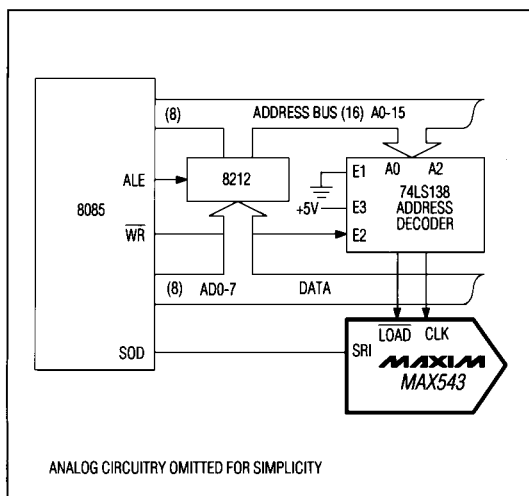 (8) ADDRESS BUS (16) A0-15
ALE
8212
E1 A0 A2
+5V E3
74LS138
ADDRESS
DECODER
8085
WR
E2
(8) AD0-7 DATA
SOD
SRI
LOAD CLK
MAXIM
MAX543
ANALOG CIRCUITRY OMITTED FOR SIMPLICITY